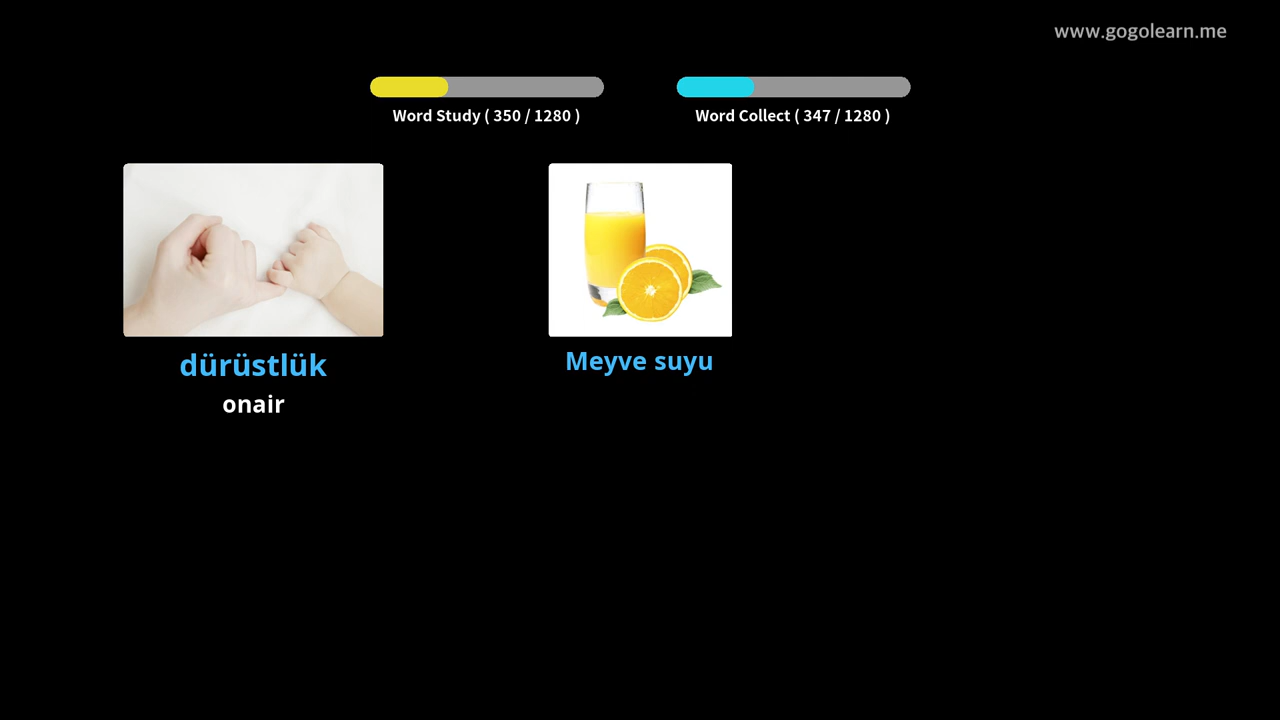 www.gogolearn.me
Word Study ( 350 / 1280 )
Word Collect ( 347 / 1280 )
dürüstlük
onair
Meyve suyu